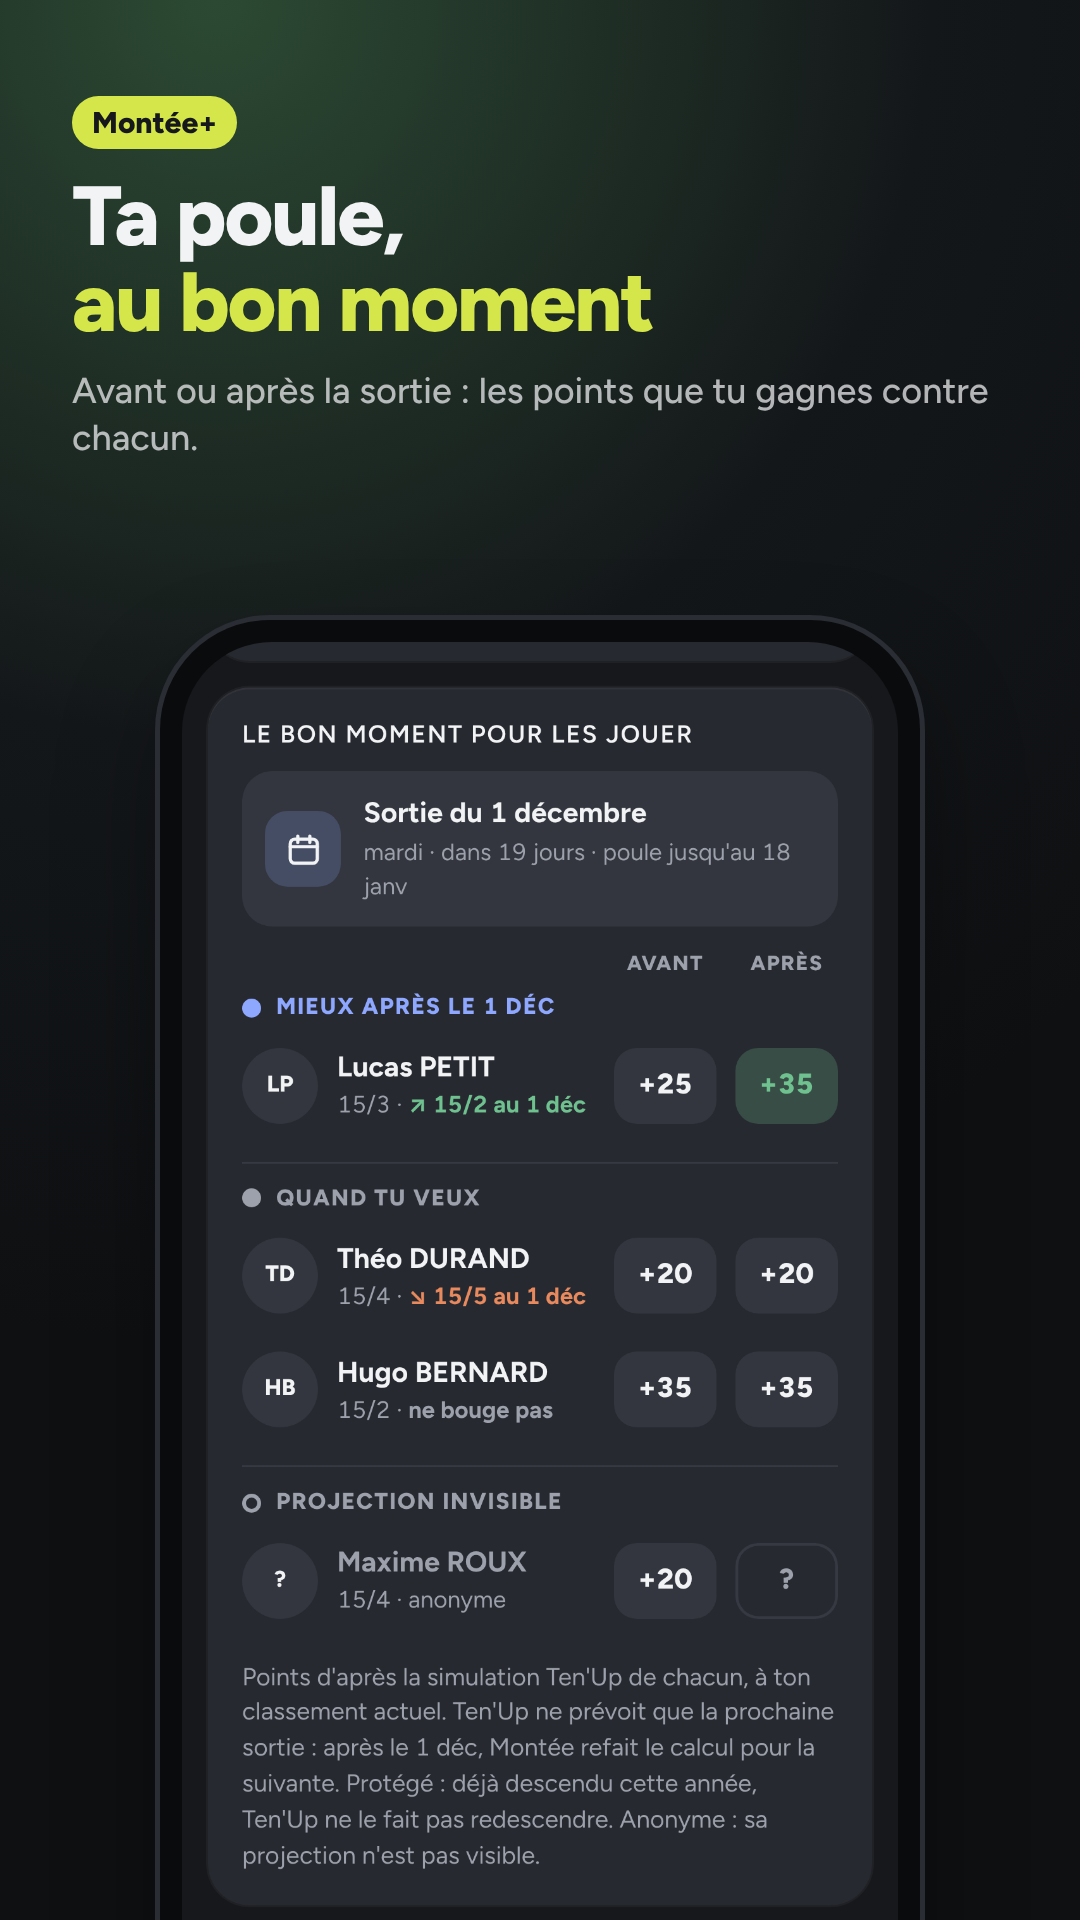 Montée+
Ta poule,
au bon moment
Avant ou après la sortie : les points que tu gagnes contre
chacun.
LE BON MOMENT POUR LES JOUER
Sortie du 1 décembre
mardi · dans 19 jours · poule jusqu'au 18
janv
AVANT APRÈS
MIEUX APRÈS LE 1 DÉC
LP Lucas PETIT +25 +35
15/3 · ↗ 15/2 au 1 déc
QUAND TU VEUX
TD Théo DURAND +20 +20
15/4 · ↘ 15/5 au 1 déc
HB Hugo BERNARD +35 +35
15/2 · ne bouge pas
PROJECTION INVISIBLE
? Maxime ROUX +20 ?
15/4 · anonyme
Points d'après la simulation Ten'Up de chacun, à ton
classement actuel. Ten'Up ne prévoit que la prochaine
sortie : après le 1 déc, Montée refait le calcul pour la
suivante. Protégé : déjà descendu cette année,
Ten'Up ne le fait pas redescendre. Anonyme : sa
projection n'est pas visible.